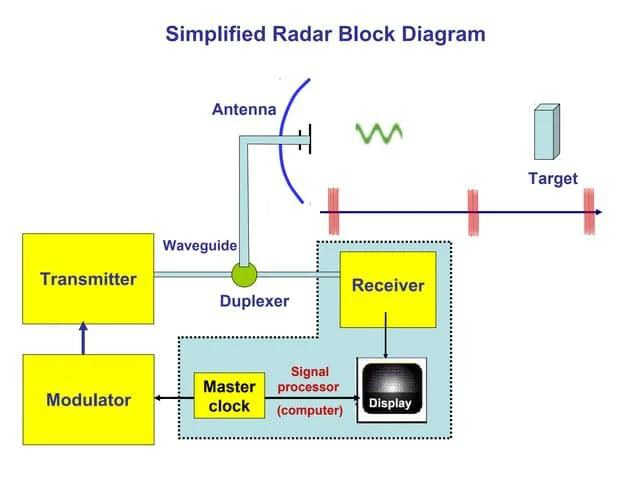 Simplified Radar Block Diagram
Antenna
Target
Waveguide
Transmitter
Duplexer
Receiver
Modulator
Master
clock
Signal
processor
(computer)
Display